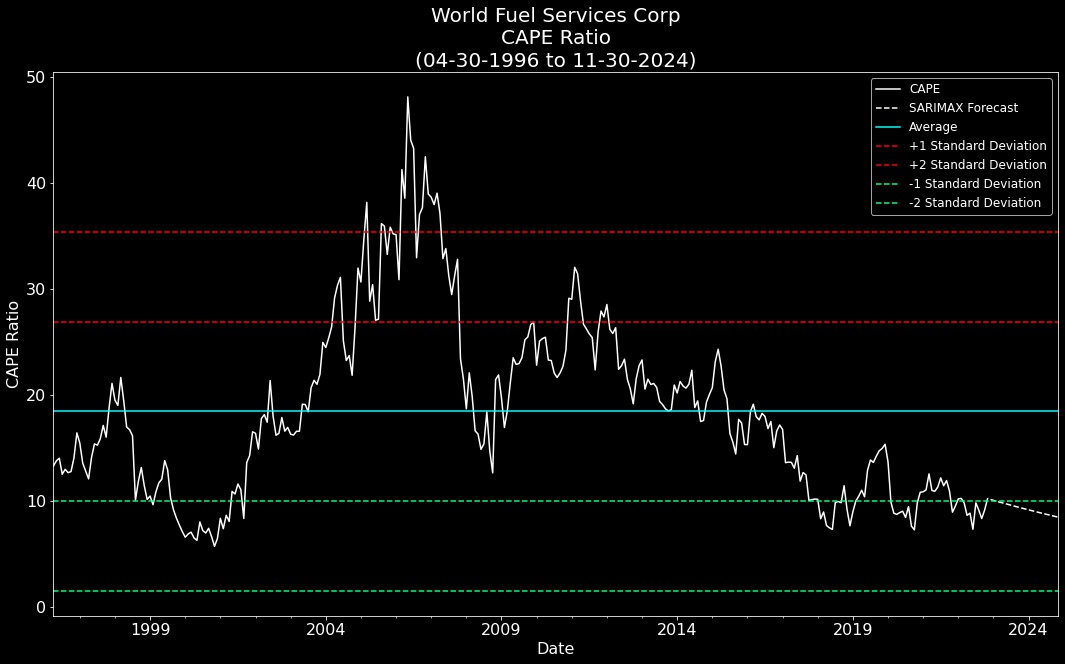 World Fuel Services Corp
CAPE Ratio
(04-30-1996 to 11-30-2024)
CAPE
SARIMAX Forecast
Average
+1 Standard Deviation
+2 Standard Deviation
-1 Standard Deviation
-2 Standard Deviation
50
40
30
20
10
0
CAPE Ratio
1999
2004
2009
2014
2019
2024
Date